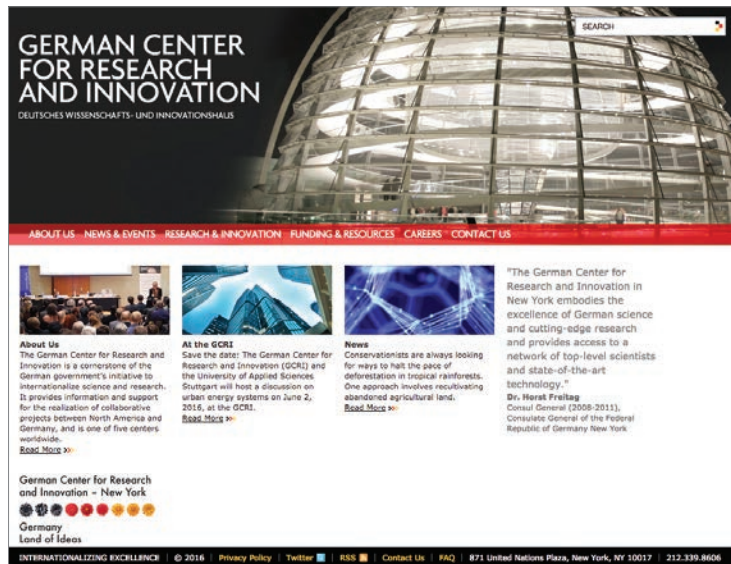 SEARCH
GERMAN CENTER
FOR RESEARCH
AND INNOVATION
DEUTSCHES WISSENSCHAFTS- UND INNOVATIONSHAUS
ABOUT US NEWS & EVENTS RESEARCH & INNOVATION FUNDING & RESOURCES CAREERS CONTACT US
About Us
The German Center for Research and
Innovation is a cornerstone of the
German government's initiative to
internationalize science and research.
It provides information and support
for the realization of collaborative
projects between North America and
Germany, and is one of five centers
worldwide.
Read More
At the GCRI
Save the date: The German Center for
Research and Innovation (GCRI) and
the University of Applied Sciences
Stuttgart will host a discussion on
urban energy systems on June 2,
2016, at the GCRI.
Read More
News
Conservationists are always looking
for ways to halt the pace of
deforestation in tropical rainforests.
One approach involves recultivating
abandoned agricultural land.
Read More
"The German Center for
Research and Innovation in
New York embodies the
excellence of German science
and cutting-edge research
and provides access to a
network of top-level scientists
and state-of-the-art
technology."
Dr. Horst Freitag
Consul General (2008-2011),
Consulate General of the Federal
Republic of Germany New York
German Center for Research
and Innovation – New York
Germany
Land of Ideas
INTERNATIONALIZING EXCELLENCE | © 2016 | Privacy Policy | Twitter | RSS | Contact Us | FAQ | 871 United Nations Plaza, New York, NY 10017 | 212.339.8606